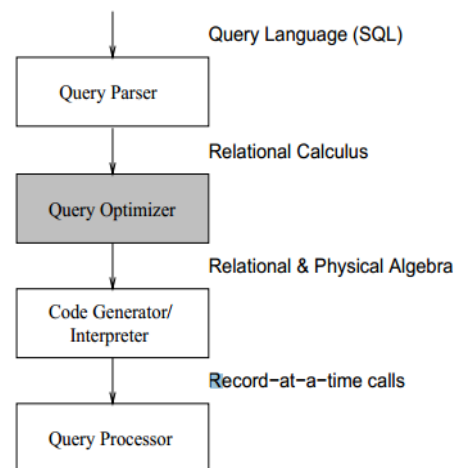 Query Language (SQL)
Query Parser
Relational Calculus
Query Optimizer
Relational & Physical Algebra
Code Generator/
Interpreter
Record−at−a−time calls
Query Processor